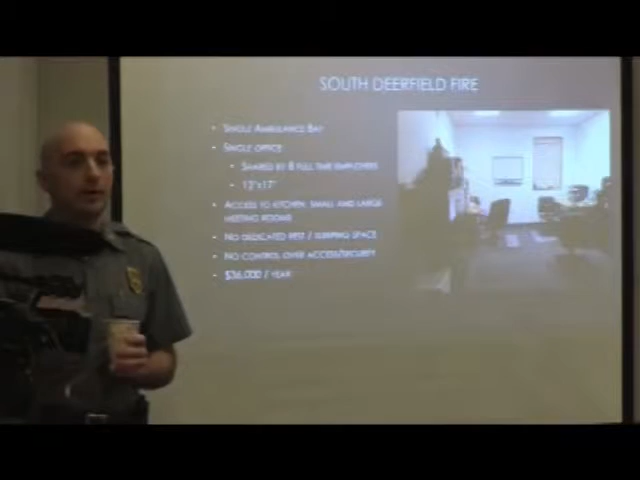 SOUTH DEERFIELD FIRE
• SINGLE AMBULANCE BAY
• SINGLE OFFICE
• SHARED BY 8 FULL TIME EMPLOYEES
• 13'X17'
• ACCESS TO KITCHEN, SMALL AND LARGE
MEETING ROOMS
• NO DEDICATED REST / SLEEPING SPACE
• NO CONTROL OVER ACCESS/SECURITY
• $36,000 / YEAR